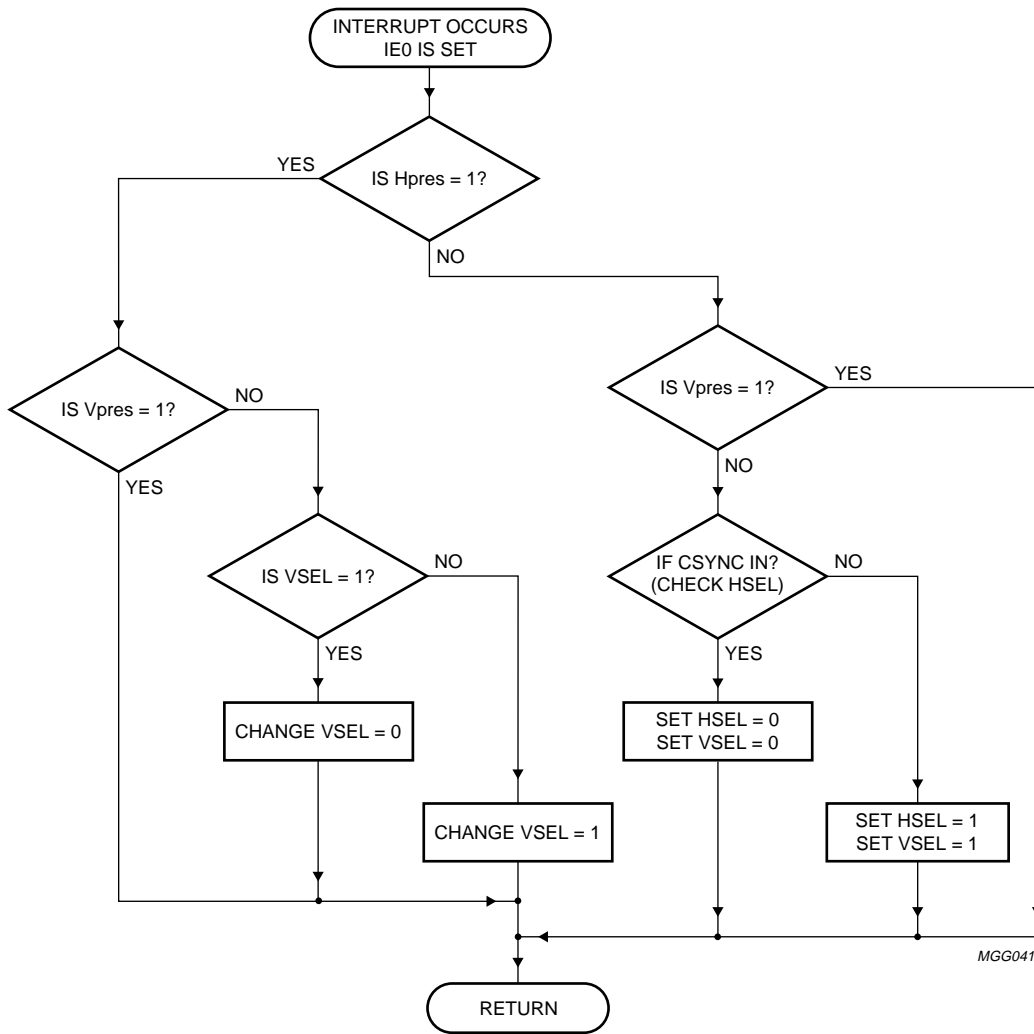 INTERRUPT OCCURS
IE0 IS SET
YES
IS Hpres = 1?
NO
IS Vpres = 1?
NO
YES
IS Vpres = 1?
YES
NO
IS VSEL = 1?
NO
YES
IF CSYNC IN?
(CHECK HSEL)
NO
YES
CHANGE VSEL = 0
SET HSEL = 0
SET VSEL = 0
CHANGE VSEL = 1
SET HSEL = 1
SET VSEL = 1
MGG041
RETURN